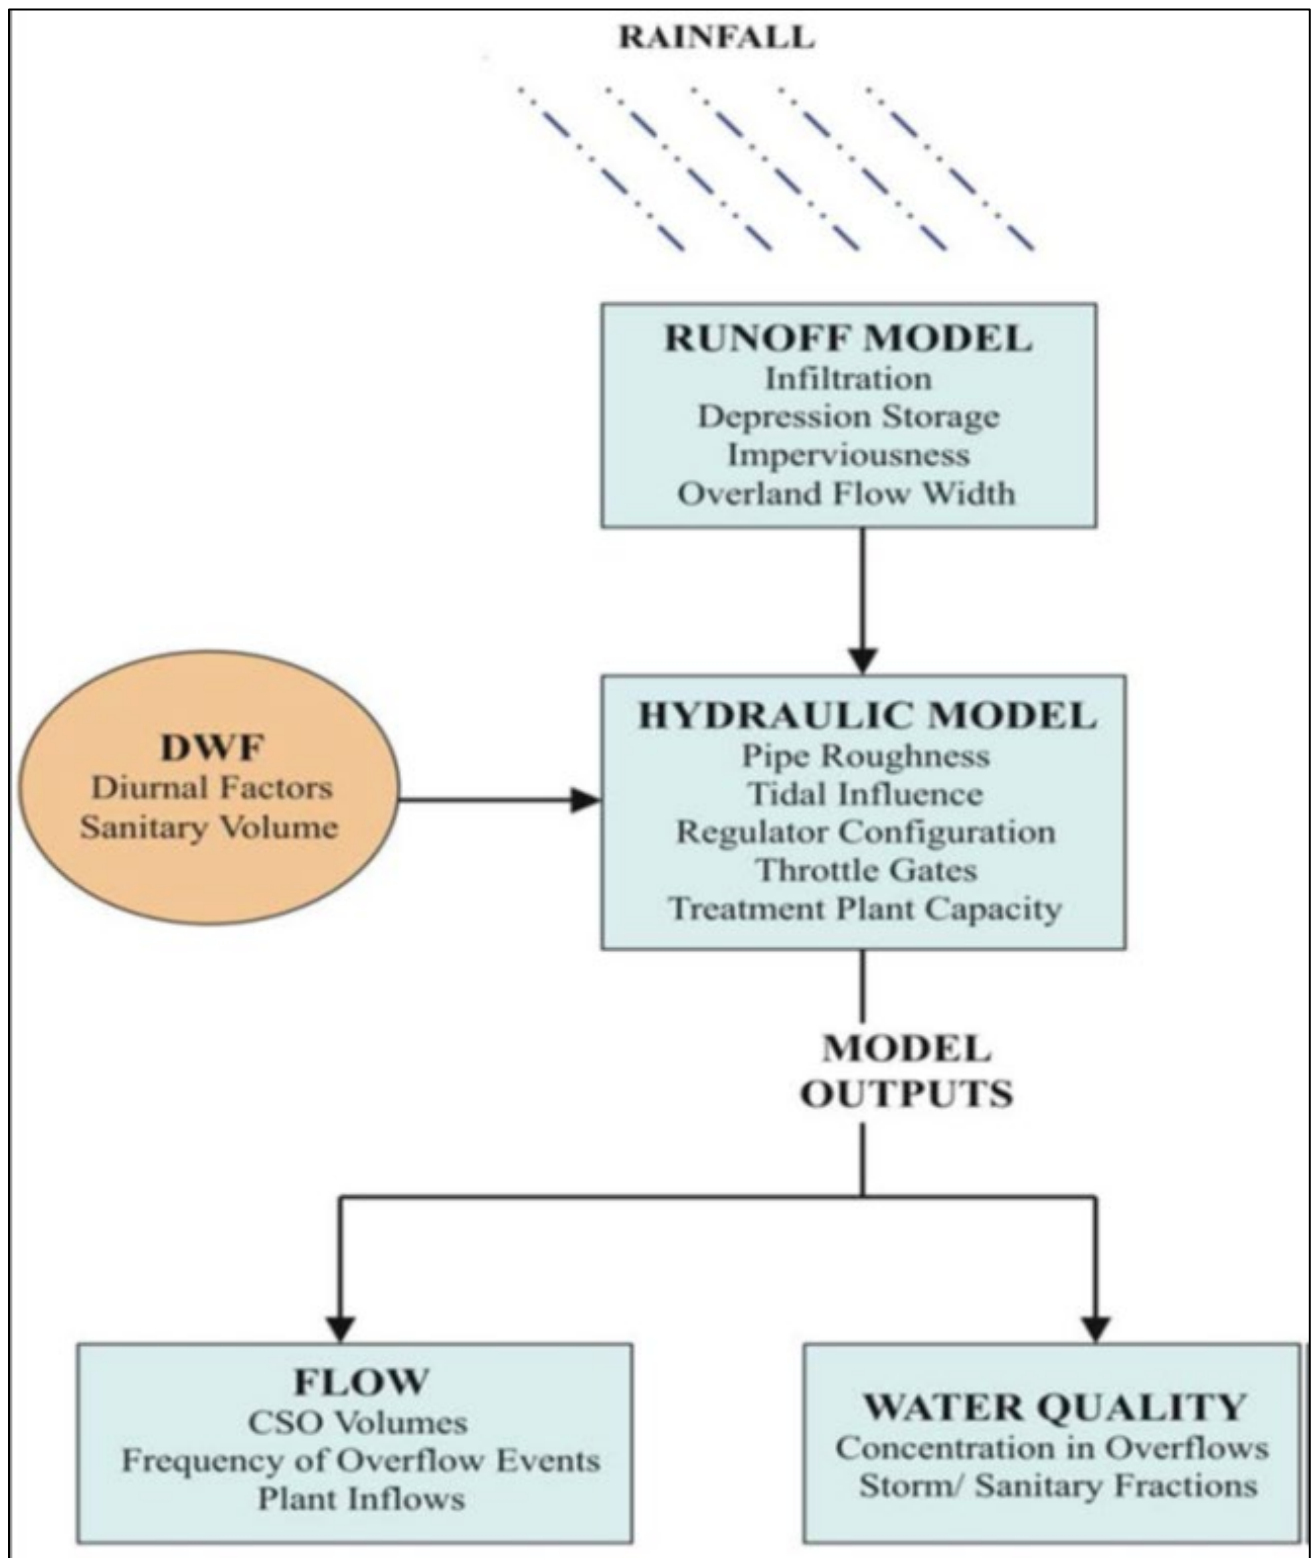 RAINFALL
RUNOFF MODEL
Infiltration
Depression Storage
Imperviousness
Overland Flow Width
DWF
Diurnal Factors
Sanitary Volume
HYDRAULIC MODEL
Pipe Roughness
Tidal Influence
Regulator Configuration
Throttle Gates
Treatment Plant Capacity
MODEL
OUTPUTS
FLOW
CSO Volumes
Frequency of Overflow Events
Plant Inflows
WATER QUALITY
Concentration in Overflows
Storm/ Sanitary Fractions